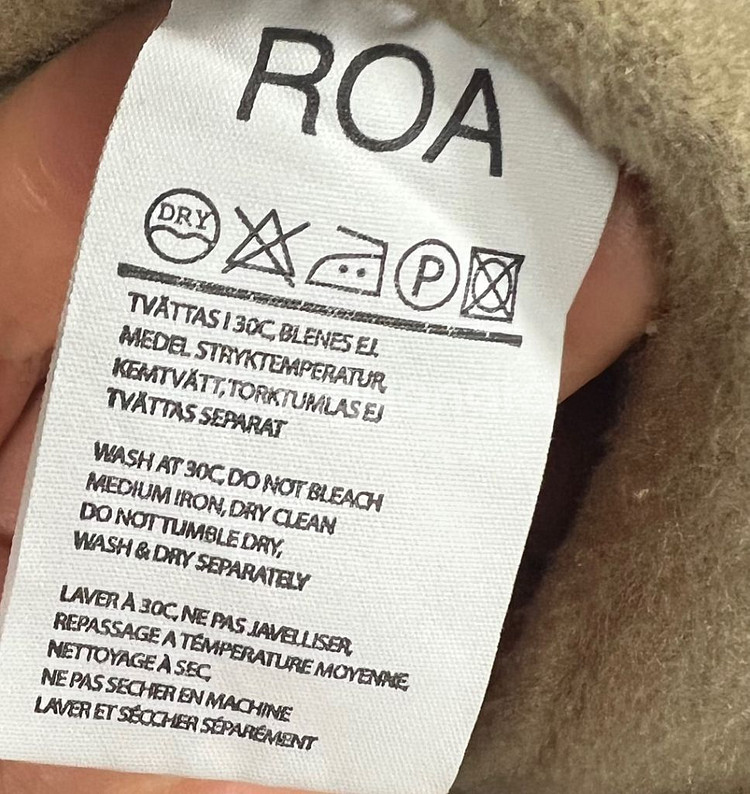 ROA
DRY P
TVÄTTAS I 30C, BLENES EJ,
MEDEL STRYKTEMPERATUR,
KEMTVÄTT, TORKTUMLAS EJ
TVÄTTAS SEPARAT
WASH AT 30C, DO NOT BLEACH
MEDIUM IRON, DRY CLEAN
DO NOT TUMBLE DRY,
WASH & DRY SEPARATELY
LAVER À 30C, NE PAS JAVELLISER,
REPASSAGE A TÉMPERATURE MOYENNE,
NETTOYAGE À SEC,
NE PAS SECHER EN MACHINE
LAVER ET SÉCCHER SÉPARÉMENT